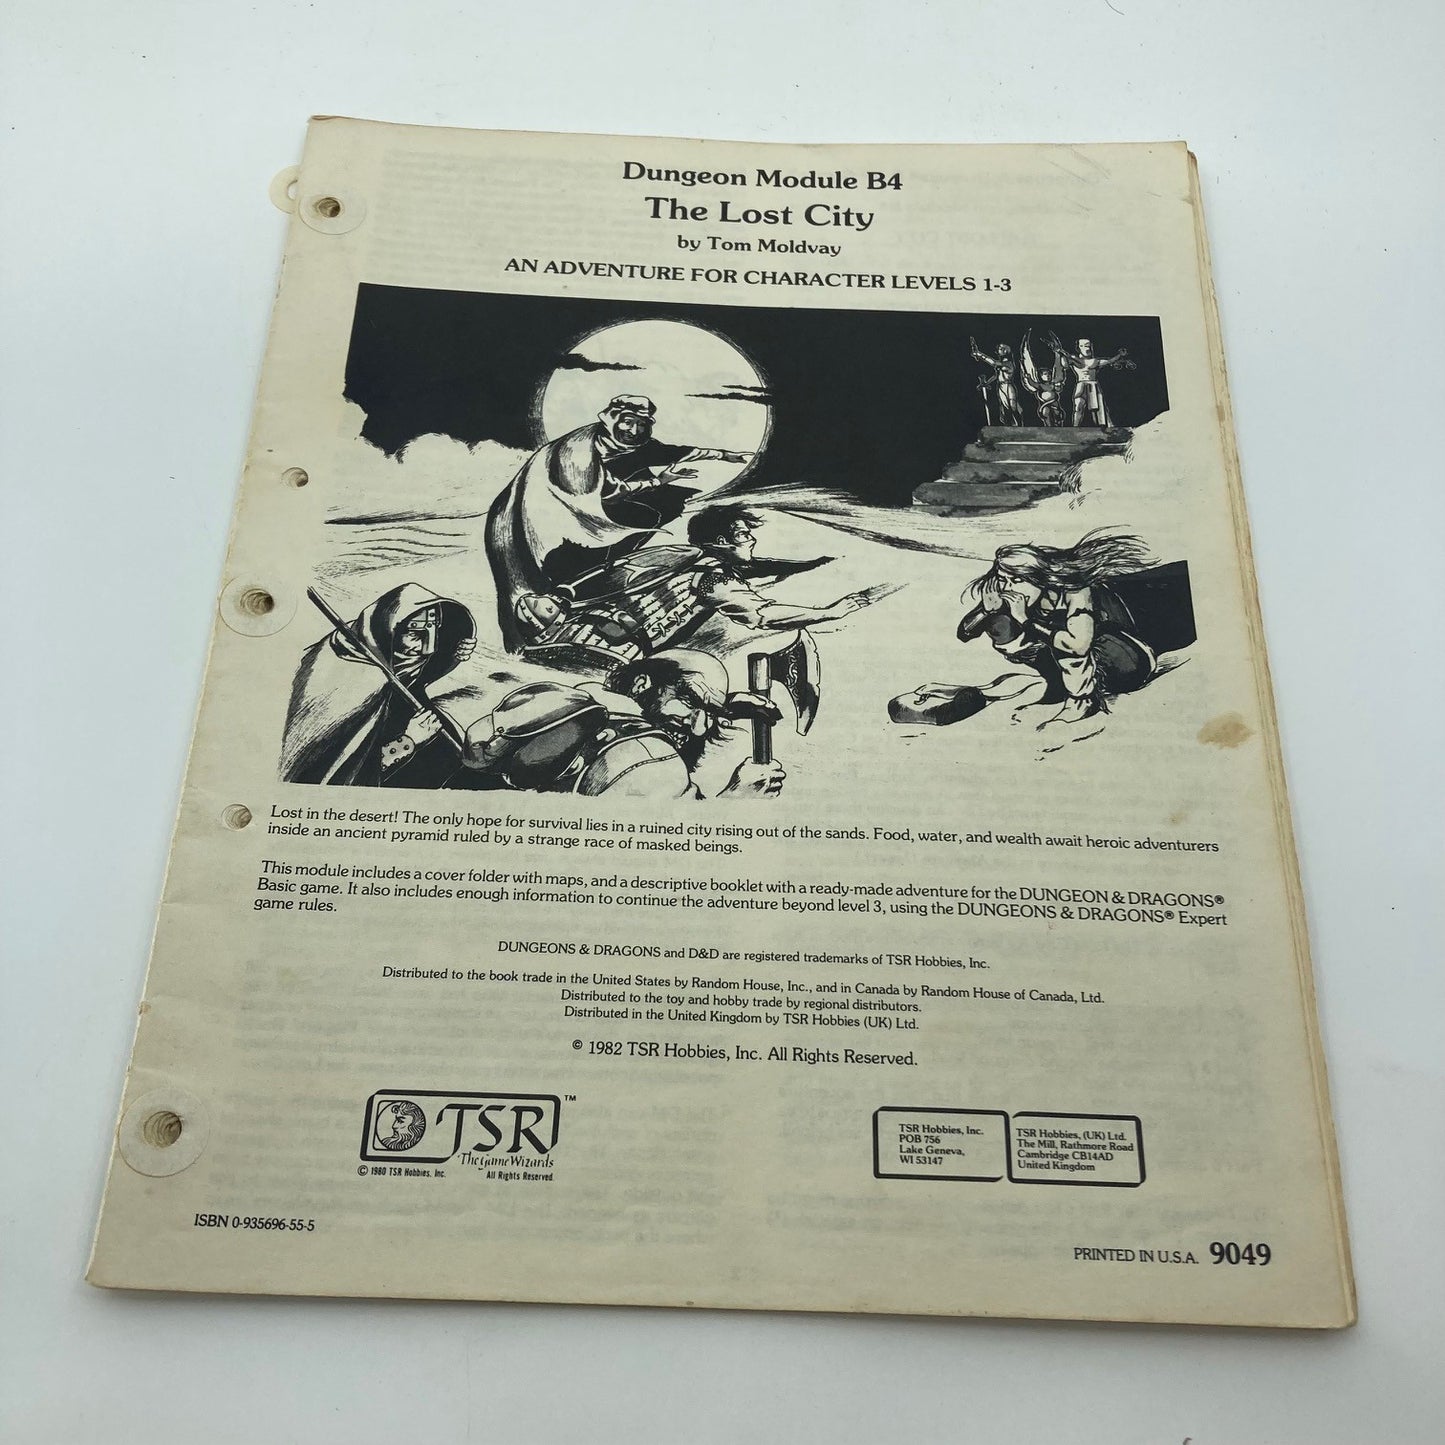 Dungeon Module B4
The Lost City
by Tom Moldvay
AN ADVENTURE FOR CHARACTER LEVELS 1-3
Lost in the desert! The only hope for survival lies in a ruined city rising out of the sands. Food, water, and wealth await heroic adventurers
inside an ancient pyramid ruled by a strange race of masked beings.
This module includes a cover folder with maps, and a descriptive booklet with a ready-made adventure for the DUNGEON & DRAGONS®
Basic game. It also includes enough information to continue the adventure beyond level 3, using the DUNGEONS & DRAGONS® Expert
game rules.
DUNGEONS & DRAGONS and D&D are registered trademarks of TSR Hobbies, Inc.
Distributed to the book trade in the United States by Random House, Inc., and in Canada by Random House of Canada, Ltd.
Distributed to the toy and hobby trade by regional distributors.
Distributed in the United Kingdom by TSR Hobbies (UK) Ltd.
© 1982 TSR Hobbies, Inc. All Rights Reserved.
TSR™
The Game Wizards
© 1980 TSR Hobbies, Inc. All Rights Reserved.
TSR Hobbies, Inc.
POB 756
Lake Geneva,
WI 53147
TSR Hobbies, (UK) Ltd.
The Mill, Rathmore Road
Cambridge CB14AD
United Kingdom
ISBN 0-935696-55-5
PRINTED IN U.S.A. 9049